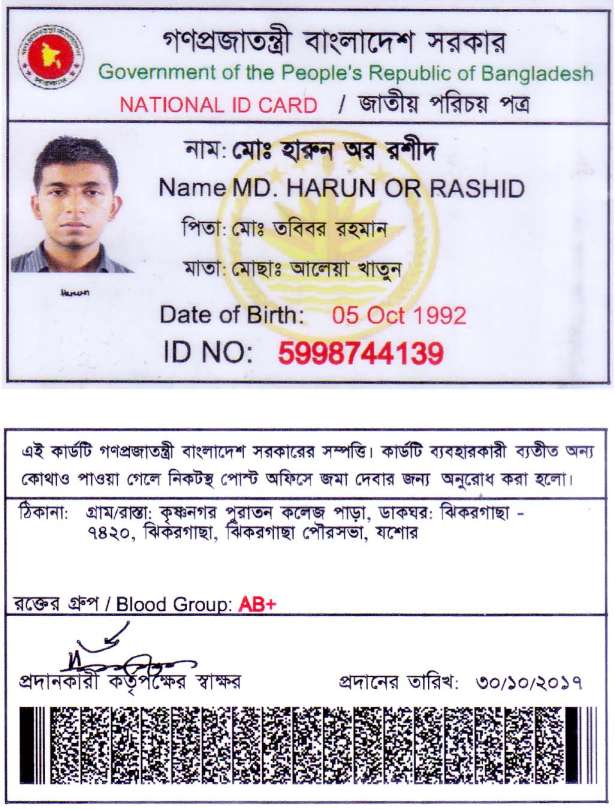 গণপ্রজাতন্ত্রী বাংলাদেশ সরকার
Government of the People's Republic of Bangladesh
NATIONAL ID CARD / জাতীয় পরিচয় পত্র
নাম: মোঃ হারুন অর রশীদ
Name MD. HARUN OR RASHID
পিতা: মোঃ তবিবর রহমান
মাতা: মোছাঃ আলেয়া খাতুন
Harun
Date of Birth: 05 Oct 1992
ID NO: 5998744139
এই কার্ডটি গণপ্রজাতন্ত্রী বাংলাদেশ সরকারের সম্পত্তি। কার্ডটি ব্যবহারকারী ব্যতীত অন্য
কোথাও পাওয়া গেলে নিকটস্থ পোস্ট অফিসে জমা দেবার জন্য অনুরোধ করা হলো।
ঠিকানা: গ্রাম/রাস্তা: কৃষ্ণনগর পুরাতন কলেজ পাড়া, ডাকঘর: ঝিকরগাছা -
৭৪২০, ঝিকরগাছা, ঝিকরগাছা পৌরসভা, যশোর
রক্তের গ্রুপ / Blood Group: AB+
প্রদানকারী কর্তৃপক্ষের স্বাক্ষর প্রদানের তারিখ: ৩০/১০/২০১৭